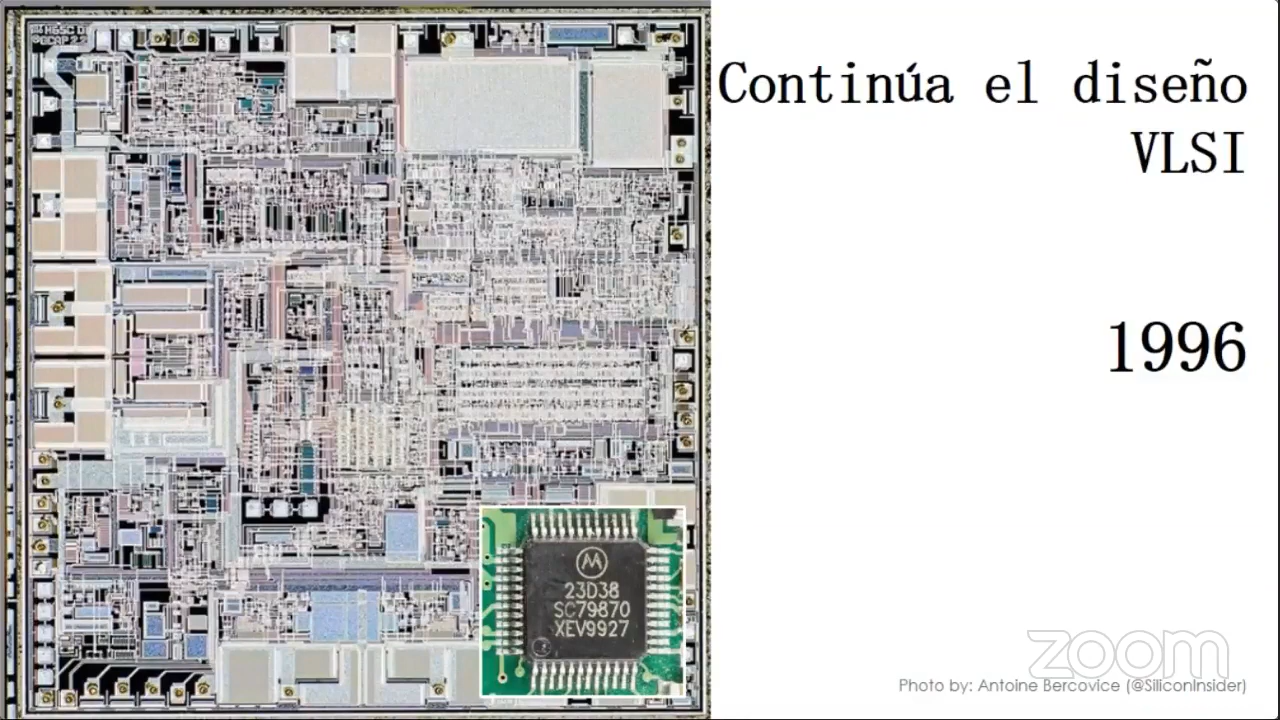 Continúa el diseño
VLSI
1996
23D38
SC79870
XEV9927
zoom
Photo by: Antoine Bercovice (@SiliconInsider)